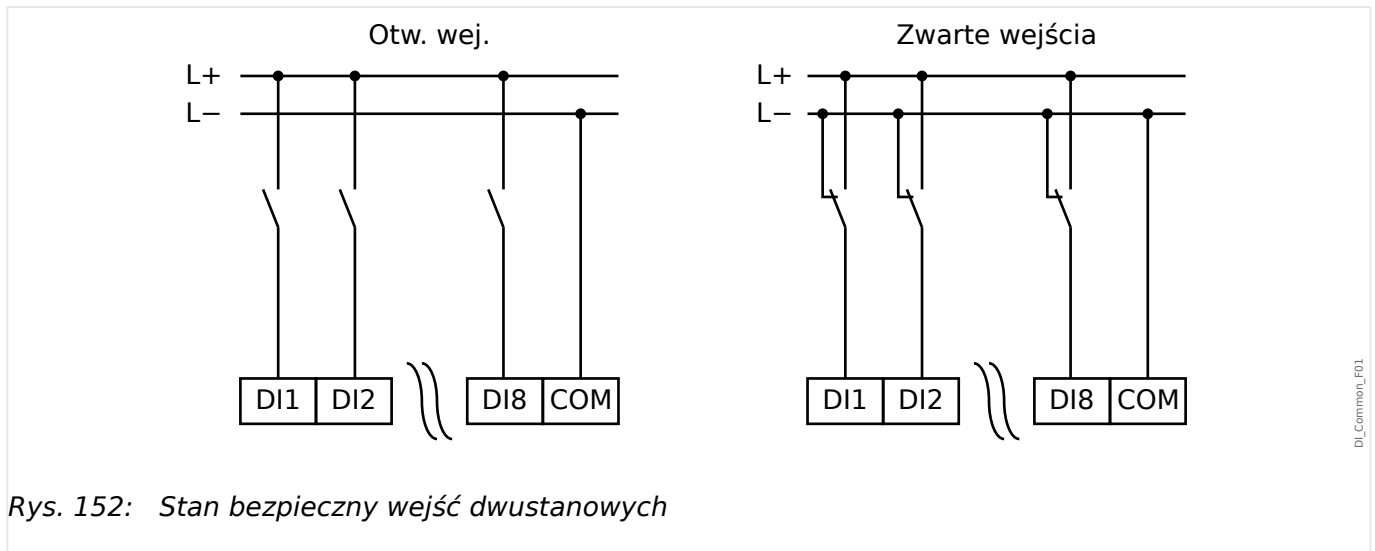 Otw. wej. Zwarte wejścia
L+ L+
L− L−
DI1 DI2 DI8 COM DI1 DI2 DI8 COM
DI_Common_F01
Rys. 152: Stan bezpieczny wejść dwustanowych